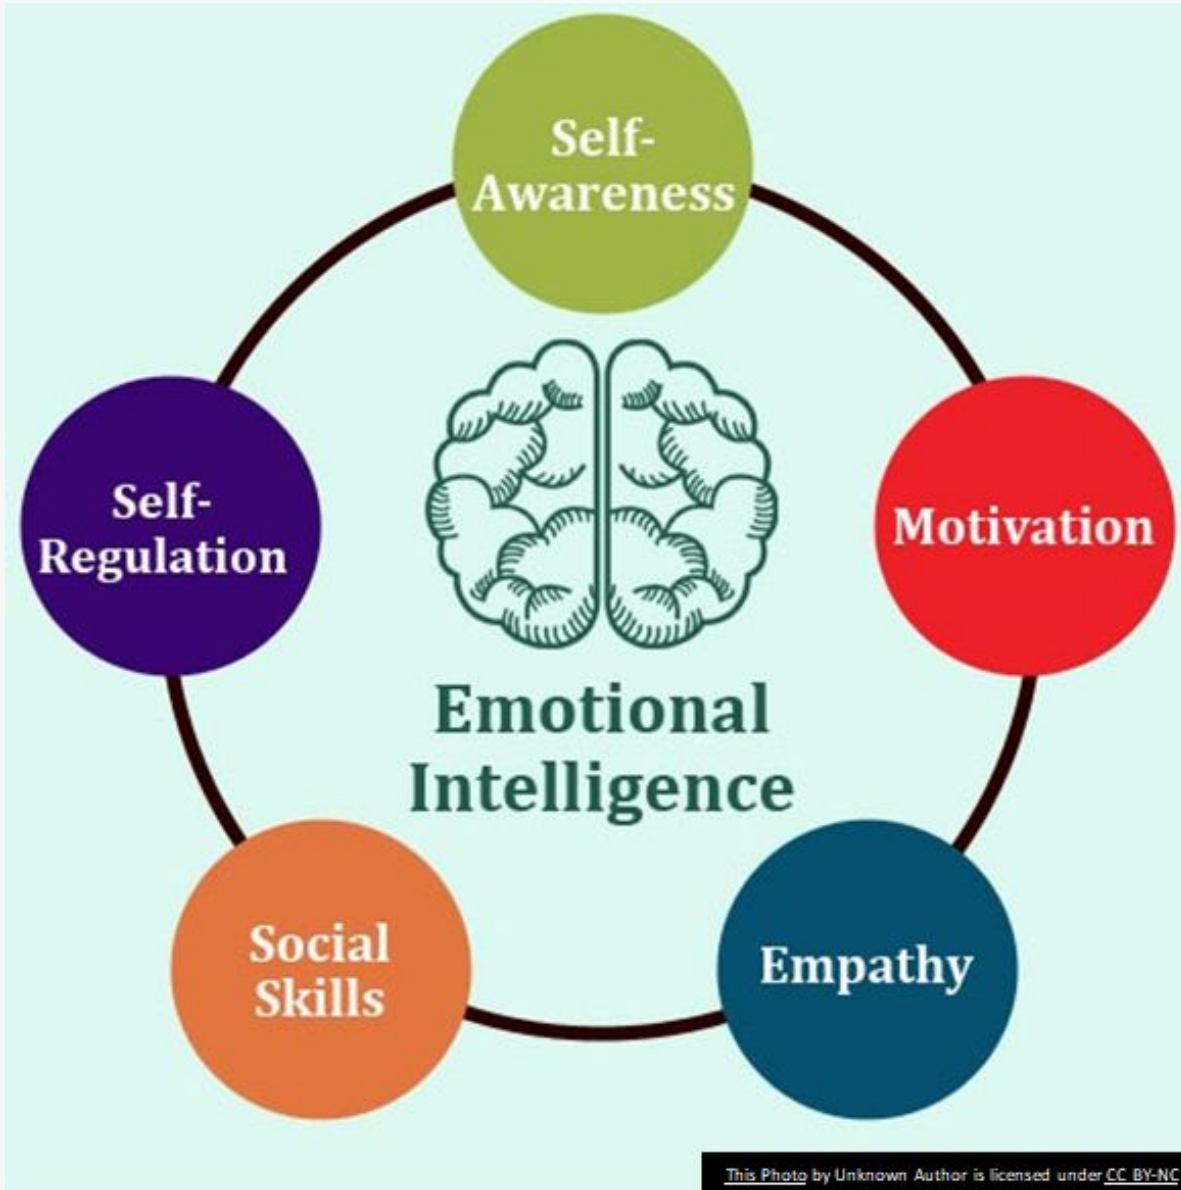 Self-
Awareness
Self-
Regulation
Motivation
Emotional
Intelligence
Social
Skills
Empathy
This Photo by Unknown Author is licensed under CC BY-NC